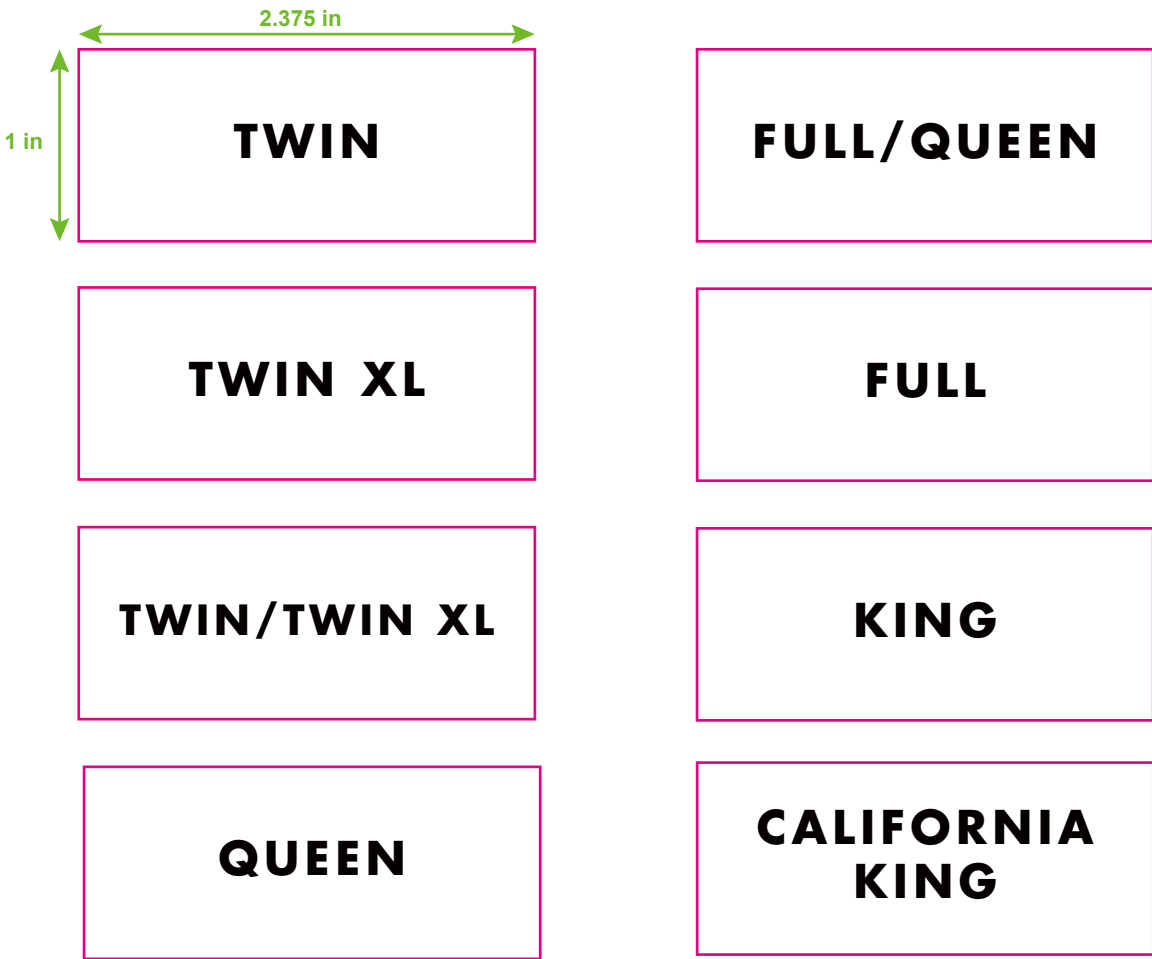 2.375 in
1 in
TWIN
FULL/QUEEN
TWIN XL
FULL
TWIN/TWIN XL
KING
QUEEN
CALIFORNIA
KING